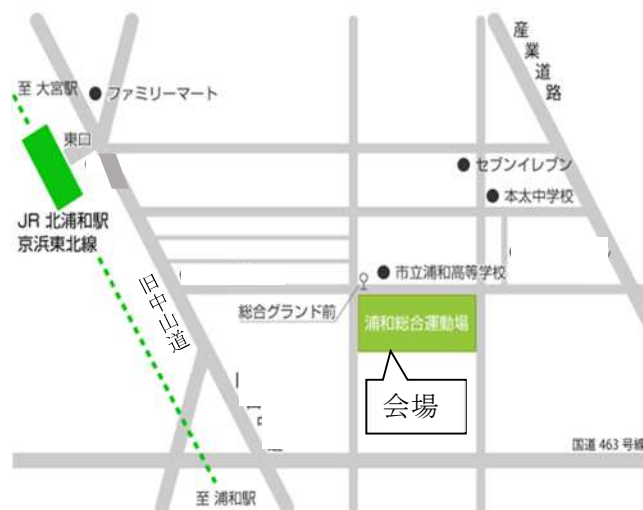 産業道路
至 大宮駅
ファミリーマート
東口
セブンイレブン
本太中学校
JR 北浦和駅
京浜東北線
市立浦和高等学校
旧中山道
総合グランド前
浦和総合運動場
会場
国道 463 号線
至 浦和駅